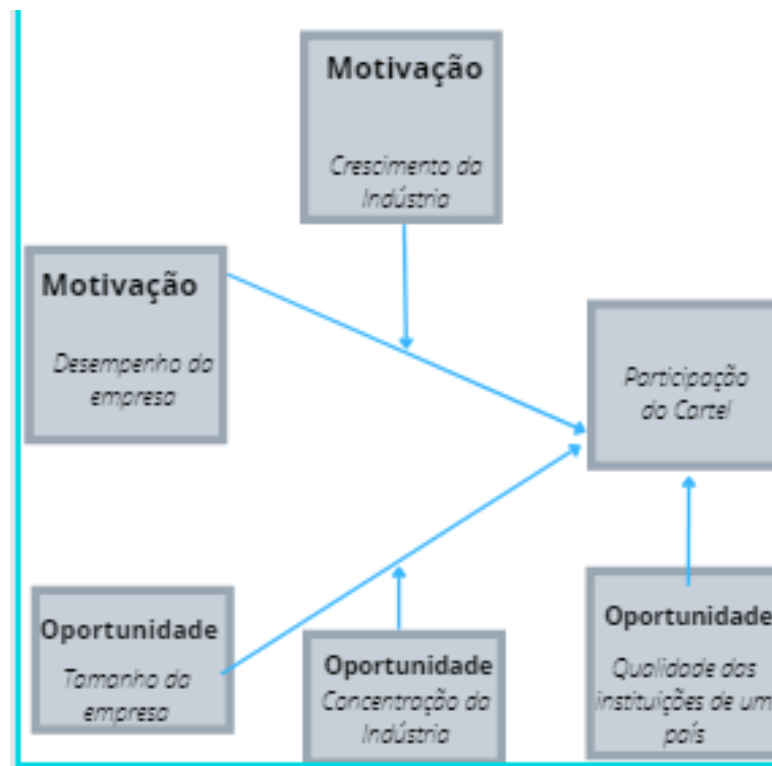 Motivação
Crescimento da
Indústria
Motivação
Desempenho da
empresa
Participação
do Cartel
Oportunidade
Tamanho da
empresa
Oportunidade
Concentração da
Indústria
Oportunidade
Qualidade das
instituições de um
país